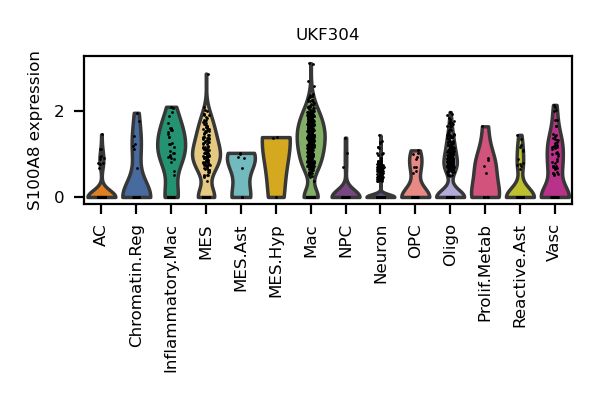 UKF304
S100A8 expression
2
0
AC
Chromatin.Reg
Inflammatory.Mac
MES
MES.Ast
MES.Hyp
Mac
NPC
Neuron
OPC
Oligo
Prolif.Metab
Reactive.Ast
Vasc